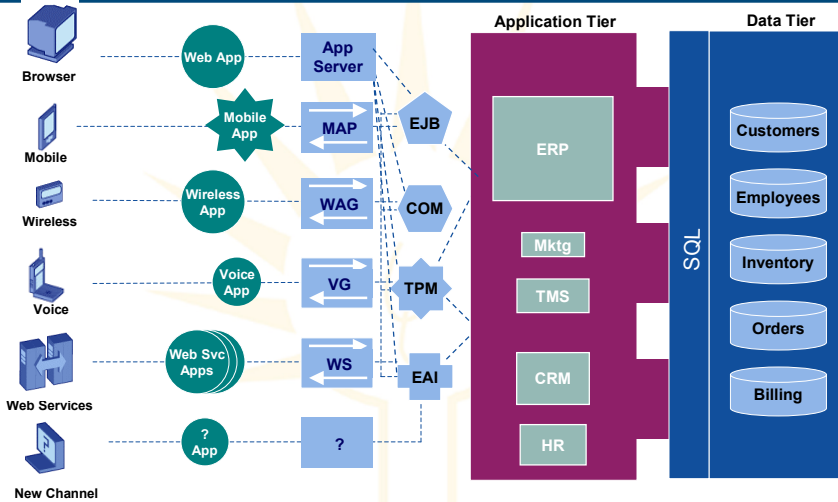 Application Tier
Data Tier
Browser
Web App
App
Server
Mobile
Mobile
App
MAP
EJB
ERP
Customers
Wireless
Wireless
App
WAG
COM
Employees
SQL
Mktg
Inventory
Voice
Voice
App
VG
TPM
TMS
Orders
Web Services
Web Svc
Apps
WS
EAI
CRM
Billing
New Channel
?
?
App
?
HR